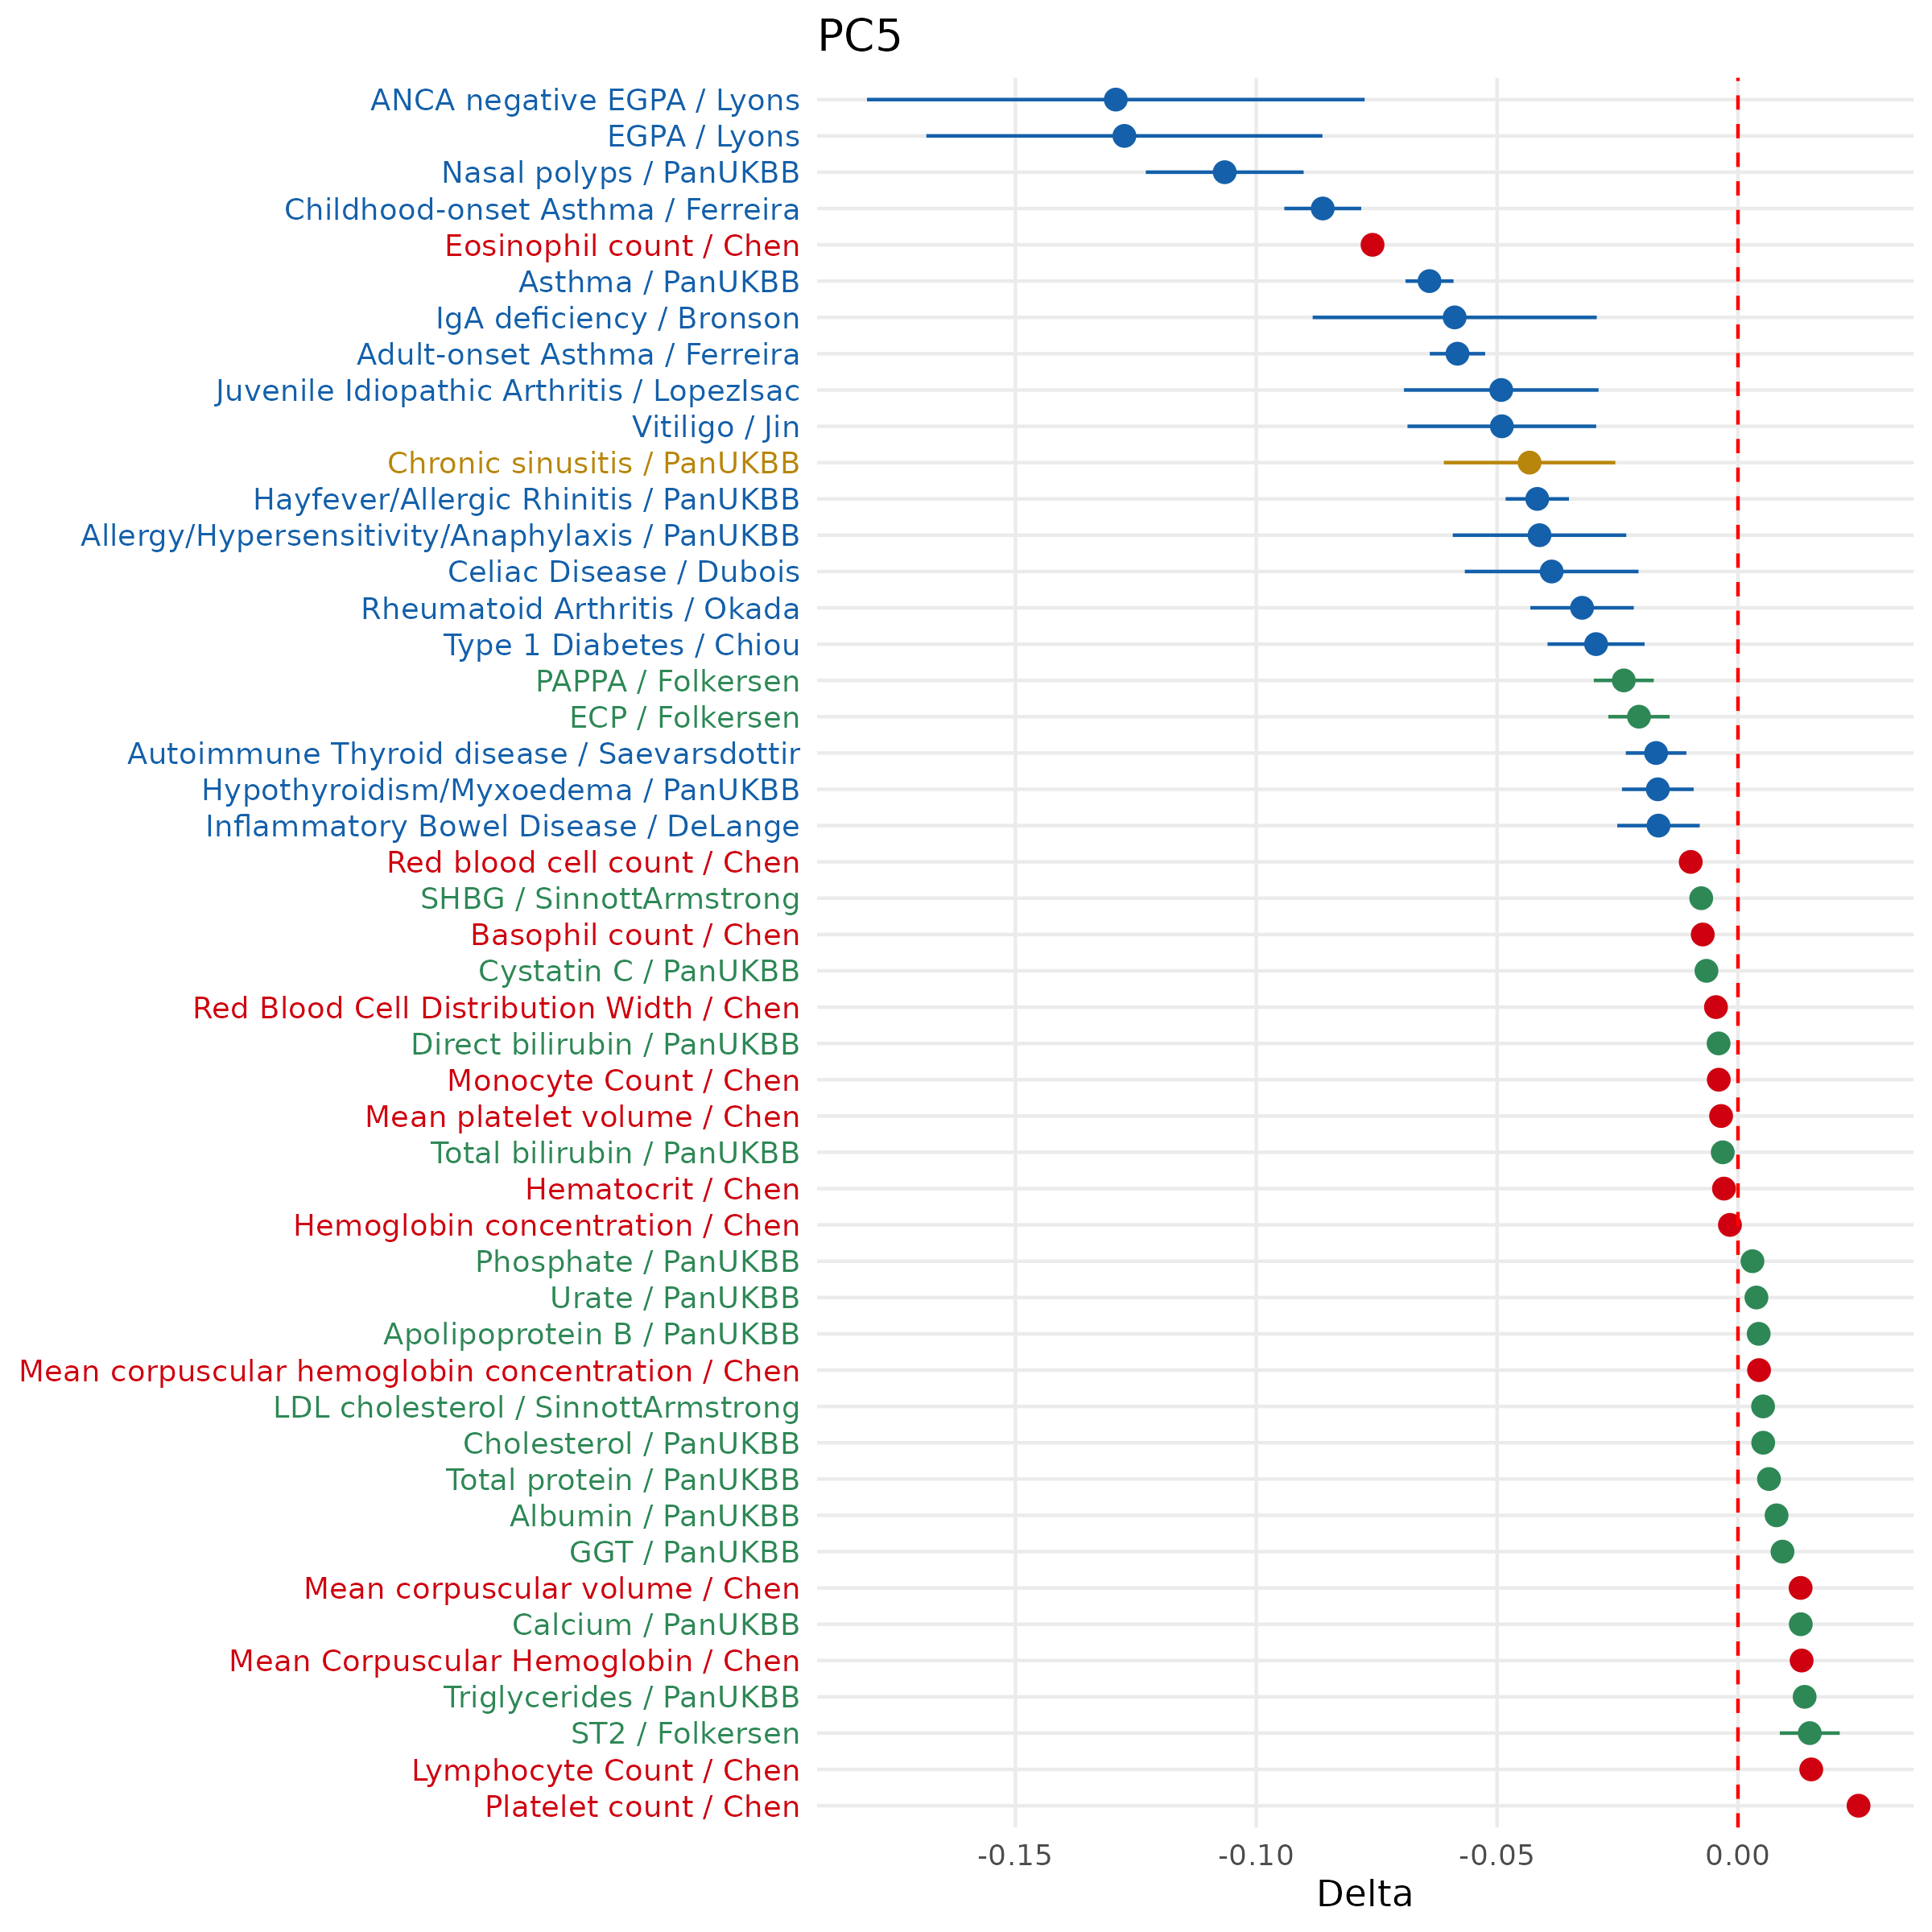 PC5
ANCA negative EGPA / Lyons
EGPA / Lyons
Nasal polyps / PanUKBB
Childhood-onset Asthma / Ferreira
Eosinophil count / Chen
Asthma / PanUKBB
IgA deficiency / Bronson
Adult-onset Asthma / Ferreira
Juvenile Idiopathic Arthritis / LopezIsac
Vitiligo / Jin
Chronic sinusitis / PanUKBB
Hayfever/Allergic Rhinitis / PanUKBB
Allergy/Hypersensitivity/Anaphylaxis / PanUKBB
Celiac Disease / Dubois
Rheumatoid Arthritis / Okada
Type 1 Diabetes / Chiou
PAPPA / Folkersen
ECP / Folkersen
Autoimmune Thyroid disease / Saevarsdottir
Hypothyroidism/Myxoedema / PanUKBB
Inflammatory Bowel Disease / DeLange
Red blood cell count / Chen
SHBG / SinnottArmstrong
Basophil count / Chen
Cystatin C / PanUKBB
Red Blood Cell Distribution Width / Chen
Direct bilirubin / PanUKBB
Monocyte Count / Chen
Mean platelet volume / Chen
Total bilirubin / PanUKBB
Hematocrit / Chen
Hemoglobin concentration / Chen
Phosphate / PanUKBB
Urate / PanUKBB
Apolipoprotein B / PanUKBB
Mean corpuscular hemoglobin concentration / Chen
LDL cholesterol / SinnottArmstrong
Cholesterol / PanUKBB
Total protein / PanUKBB
Albumin / PanUKBB
GGT / PanUKBB
Mean corpuscular volume / Chen
Calcium / PanUKBB
Mean Corpuscular Hemoglobin / Chen
Triglycerides / PanUKBB
ST2 / Folkersen
Lymphocyte Count / Chen
Platelet count / Chen
-0.15 -0.10 -0.05 0.00
Delta